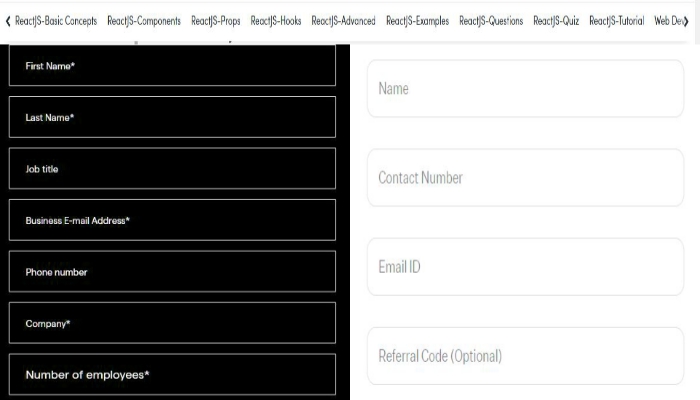 ReactJS-Basic Concepts ReactJS-Components ReactJS-Props ReactJS-Hooks ReactJS-Advanced ReactJS-Examples ReactJS-Questions ReactJS-Quiz ReactJS-Tutorial Web Dev
First Name*
Last Name*
Job title
Business E-mail Address*
Phone number
Company*
Number of employees*
Name
Contact Number
Email ID
Referral Code (Optional)